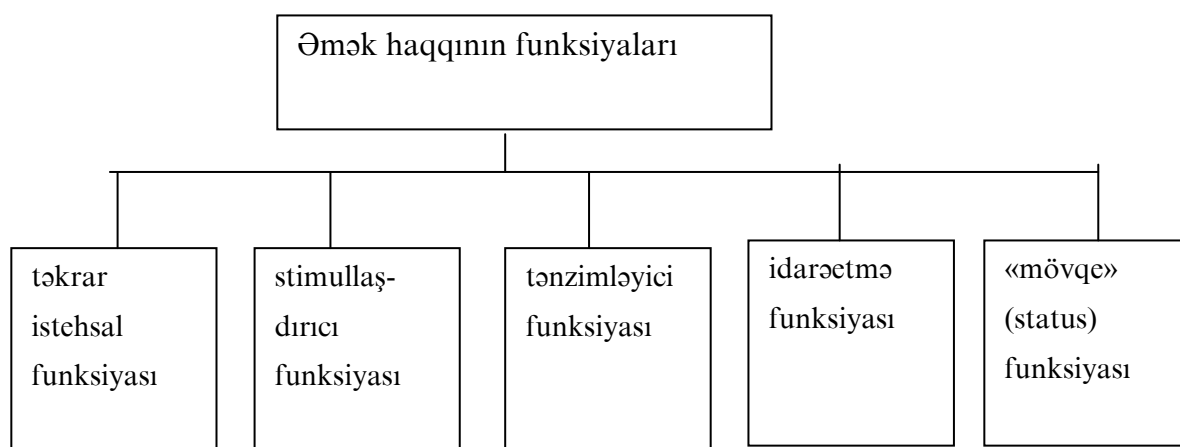 Əmək haqqının funksiyaları
təkrar
istehsal
funksiyası
stimullaş-
dırıcı
funksiyası
tənzimləyici
funksiyası
idarəetmə
funksiyası
«mövqe»
(status)
funksiyası